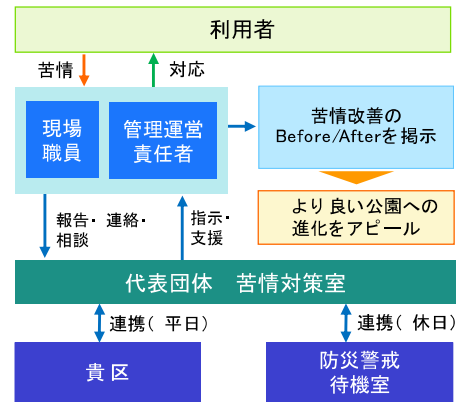 利用者
苦情
対応
現場
職員
管理運営
責任者
苦情改善の
Before/Afterを掲示
より良い公園への
進化をアピール
報告・連絡・
相談
指示・
支援
代表団体 苦情対策室
連携(平日)
連携(休日)
貴区
防災警戒
待機室